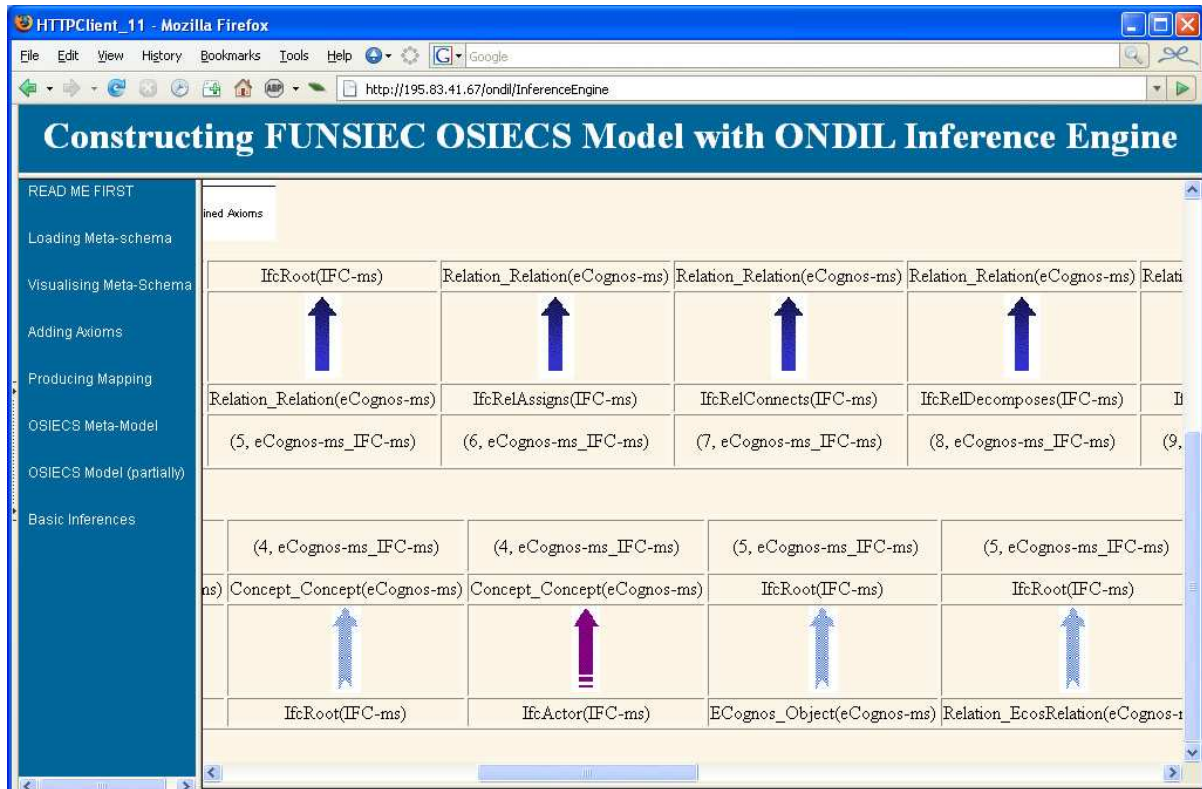 HTTPClient_11 - Mozilla Firefox
File Edit View History Bookmarks Tools Help G Google
ABP http://195.83.41.67/ondil/InferenceEngine
Constructing FUNSIEC OSIECS Model with ONDIL Inference Engine
READ ME FIRST
Loading Meta-schema
Visualising Meta-Schema
Adding Axioms
Producing Mapping
OSIECS Meta-Model
OSIECS Model (partially)
Basic Inferences
ined Axioms
IfcRoot(IFC-ms) Relation_Relation(eCognos-ms) Relation_Relation(eCognos-ms) Relation_Relation(eCognos-ms) Relati
Relation_Relation(eCognos-ms) IfcRelAssigns(IFC-ms) IfcRelConnects(IFC-ms) IfcRelDecomposes(IFC-ms)
(5, eCognos-ms_IFC-ms) (6, eCognos-ms_IFC-ms) (7, eCognos-ms_IFC-ms) (8, eCognos-ms_IFC-ms) (9,
(4, eCognos-ms_IFC-ms) (4, eCognos-ms_IFC-ms) (5, eCognos-ms_IFC-ms) (5, eCognos-ms_IFC-ms)
ns) Concept_Concept(eCognos-ms) Concept_Concept(eCognos-ms) IfcRoot(IFC-ms) IfcRoot(IFC-ms)
IfcRoot(IFC-ms) IfcActor(IFC-ms) ECognos_Object(eCognos-ms) Relation_EcosRelation(eCognos-